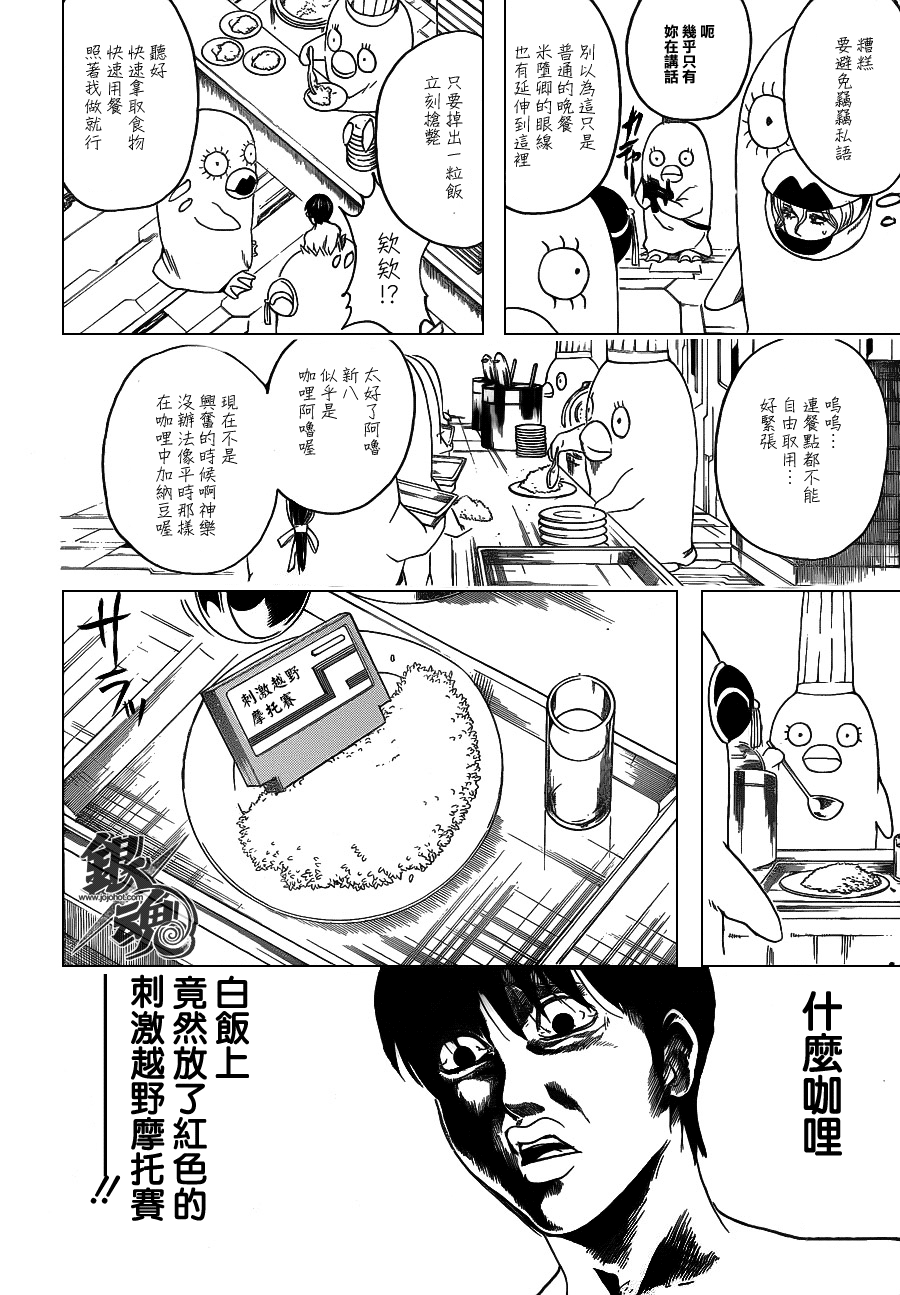 糟糕
要避免竊竊私語
呃
幾乎只有
妳在講話
別以為這只是
普通的晚餐
米墮卿的眼線
也有延伸到這裡
只要掉出一粒飯
立刻搶斃
欸欸!?
聽好
快速拿取食物
快速用餐
照著我做就行
嗚嗚…
連餐點都不能
自由取用…
好緊張
太好了阿嚕
新八
似乎是
咖哩阿嚕喔
現在不是
興奮的時候啊神樂
沒辦法像平時那樣
在咖哩中加納豆喔
刺激越野
摩托賽
銀魂
www.jojohot.com
什麼咖哩
白飯上
竟然放了紅色的
刺激越野摩托賽
——!!